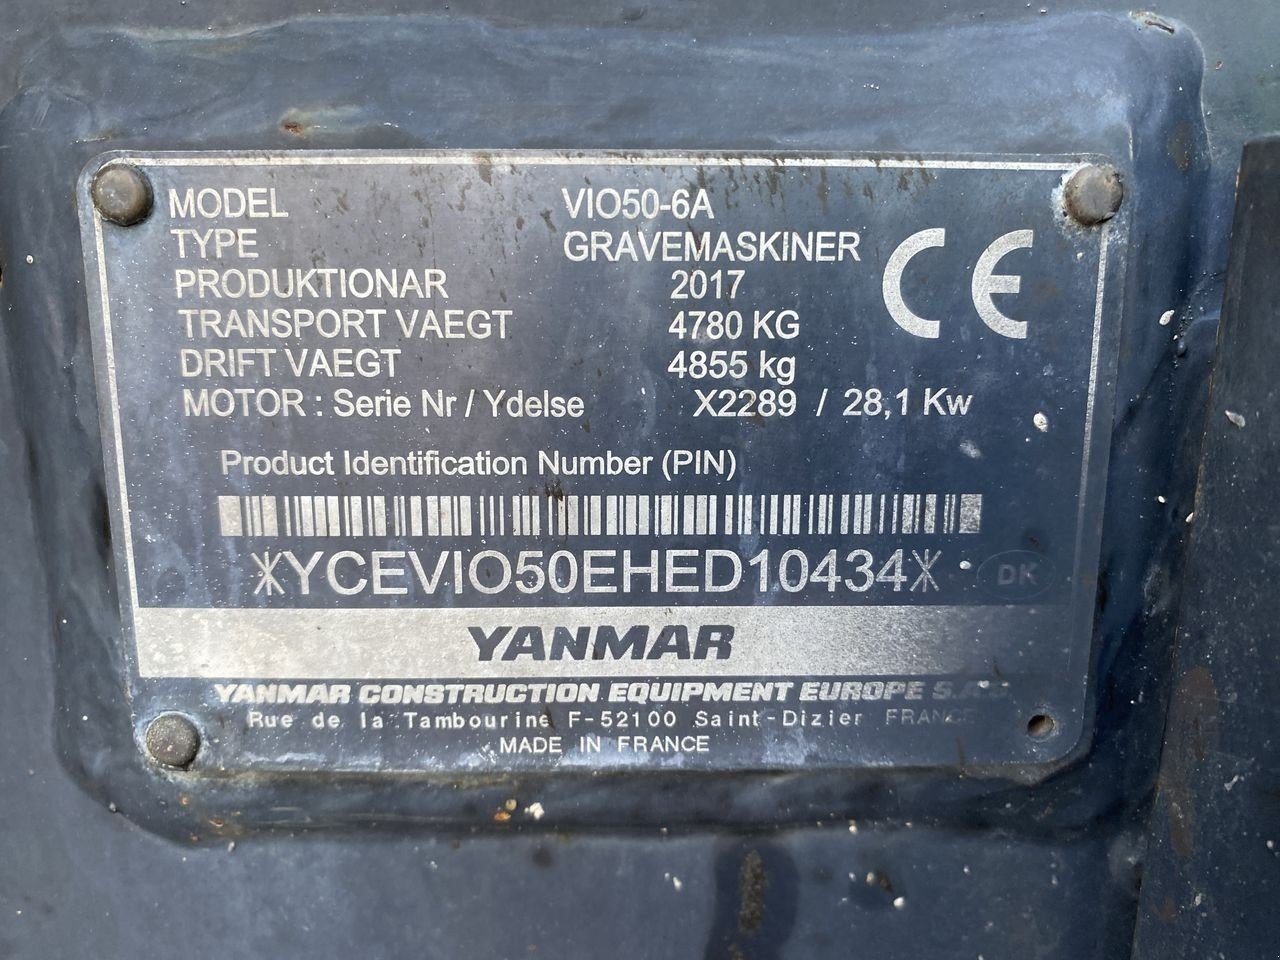 MODEL VIO50-6A
TYPE GRAVEMASKINER
PRODUKTIONAR 2017
TRANSPORT VAEGT 4780 KG
DRIFT VAEGT 4855 kg
MOTOR : Serie Nr / Ydelse X2289 / 28,1 Kw
CE
Product Identification Number (PIN)
*YCEVIO50EHED10434*
DK
YANMAR
YANMAR CONSTRUCTION EQUIPMENT EUROPE S.A.
Rue de la Tambourine F-52100 Saint-Dizier FRANCE
MADE IN FRANCE